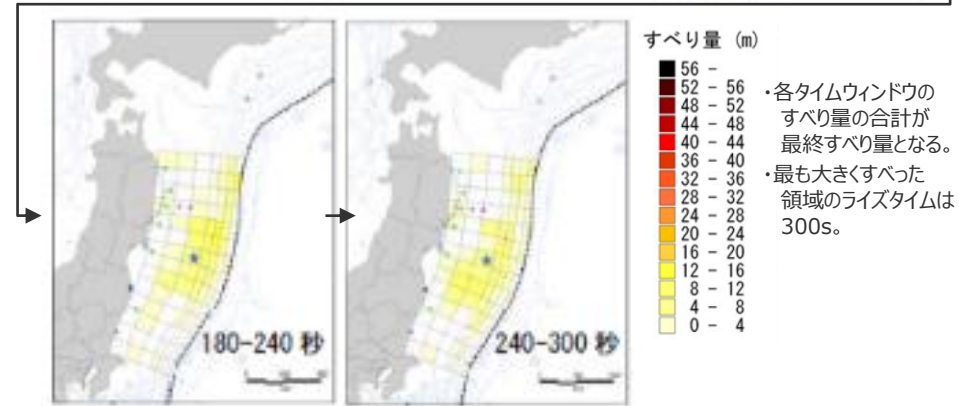 すべり量 (m)
56 -
52 - 56
48 - 52
44 - 48
40 - 44
36 - 40
32 - 36
28 - 32
24 - 28
20 - 24
16 - 20
12 - 16
8 - 12
4 - 8
0 - 4
・各タイムウィンドウの
すべり量の合計が
最終すべり量となる。
・最も大きくすべった
領域のライズタイムは
300s。
180-240 秒
240-300 秒